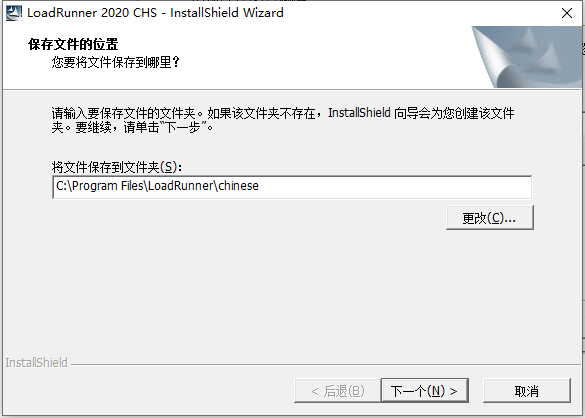 LoadRunner 2020 CHS - InstallShield Wizard
保存文件的位置
您要将文件保存到哪里？
请输入要保存文件的文件夹。如果该文件夹不存在，InstallShield 向导会为您创建该文件
夹。要继续，请单击“下一步”。
将文件保存到文件夹(S)：
C:\Program Files\LoadRunner\chinese
更改(C)...
InstallShield
< 后退(B)
下一个(N) >
取消